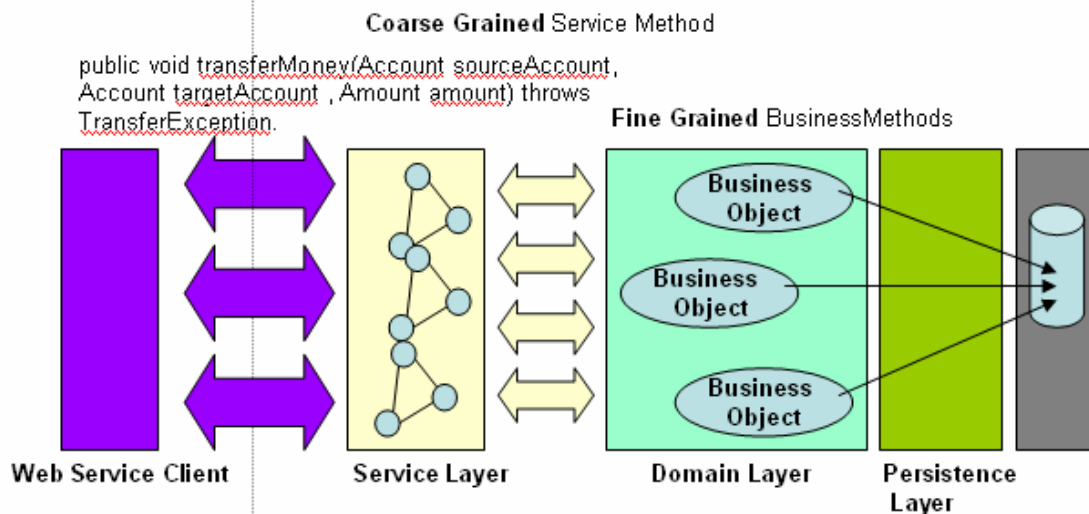 Coarse Grained Service Method
public void transferMoney(Account sourceAccount,
Account targetAccount , Amount amount) throws
TransferException.
Fine Grained BusinessMethods
Business
Object
Business
Object
Business
Object
Web Service Client
Service Layer
Domain Layer
Persistence
Layer